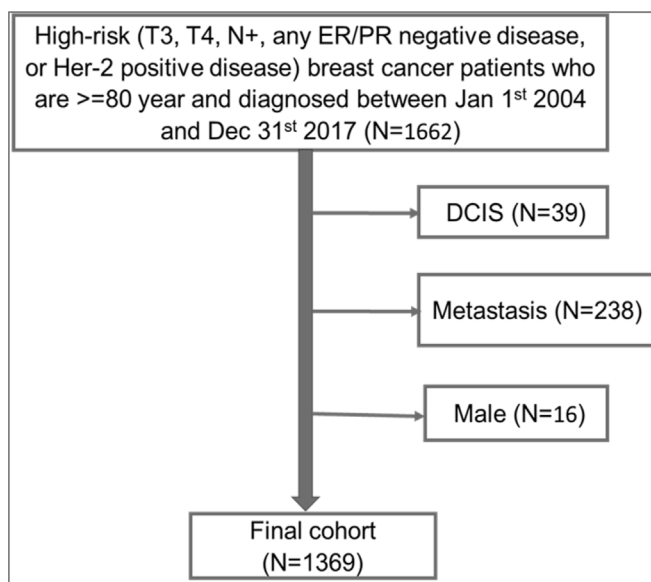 High-risk (T3, T4, N+, any ER/PR negative disease,
or Her-2 positive disease) breast cancer patients who
are >=80 year and diagnosed between Jan 1st 2004
and Dec 31st 2017 (N=1662)
DCIS (N=39)
Metastasis (N=238)
Male (N=16)
Final cohort
(N=1369)